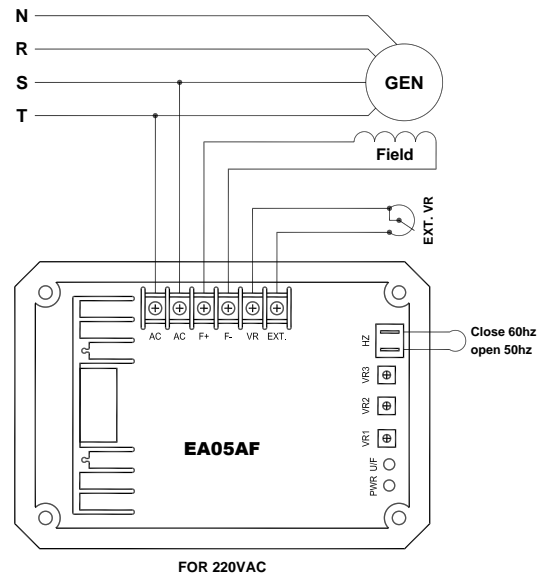 N
R
S
T
GEN
Field
EXT. VR
AC AC F+ F- VR EXT.
HZ
Close 60hz
open 50hz
VR3
VR2
VR1
EA05AF
PWR U/F
FOR 220VAC